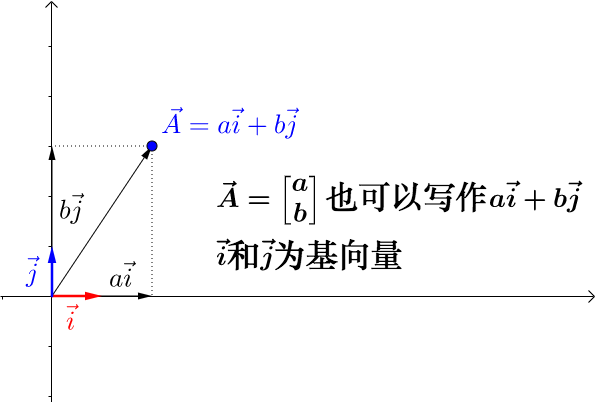 $\vec{A} = a\vec{i} + b\vec{j}$
$\vec{A} = \begin{bmatrix} a \\ b \end{bmatrix}$也可以写作$a\vec{i} + b\vec{j}$
$b\vec{j}$
$\vec{i}$和$\vec{j}$为基向量
$\vec{j}$
$a\vec{i}$
$\vec{i}$